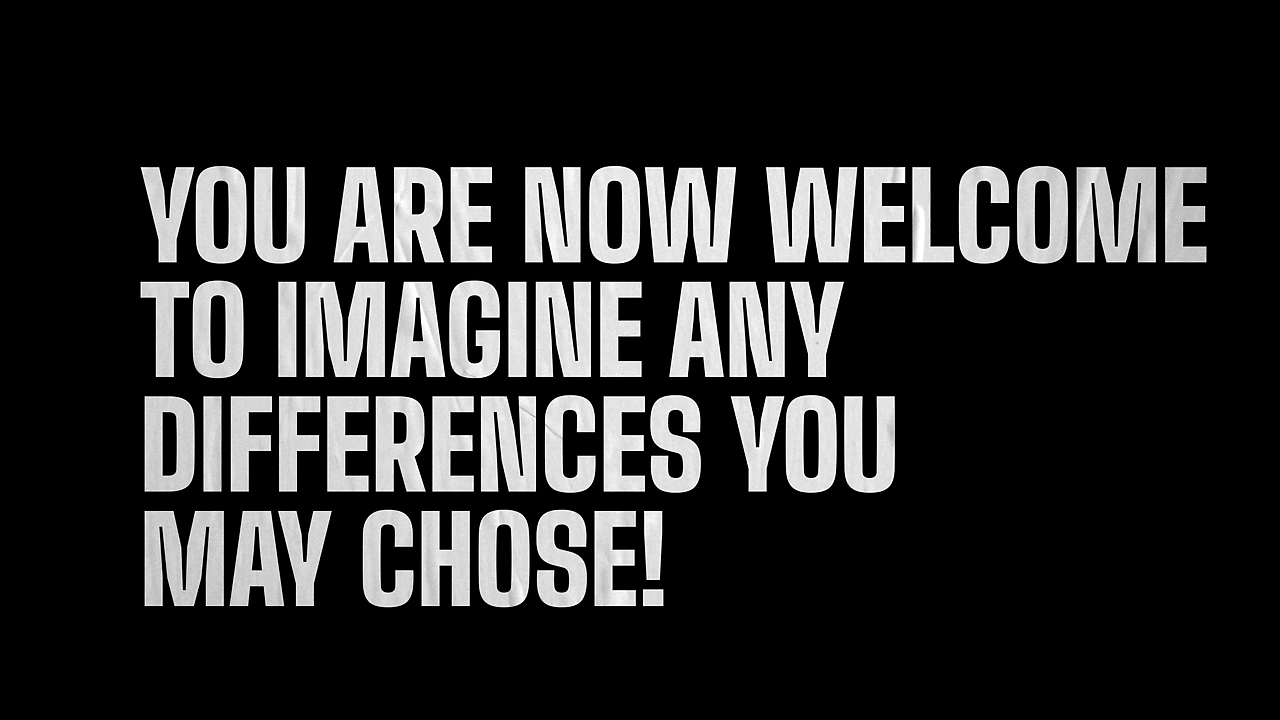 YOU ARE NOW WELCOME
TO IMAGINE ANY
DIFFERENCES YOU
MAY CHOSE!